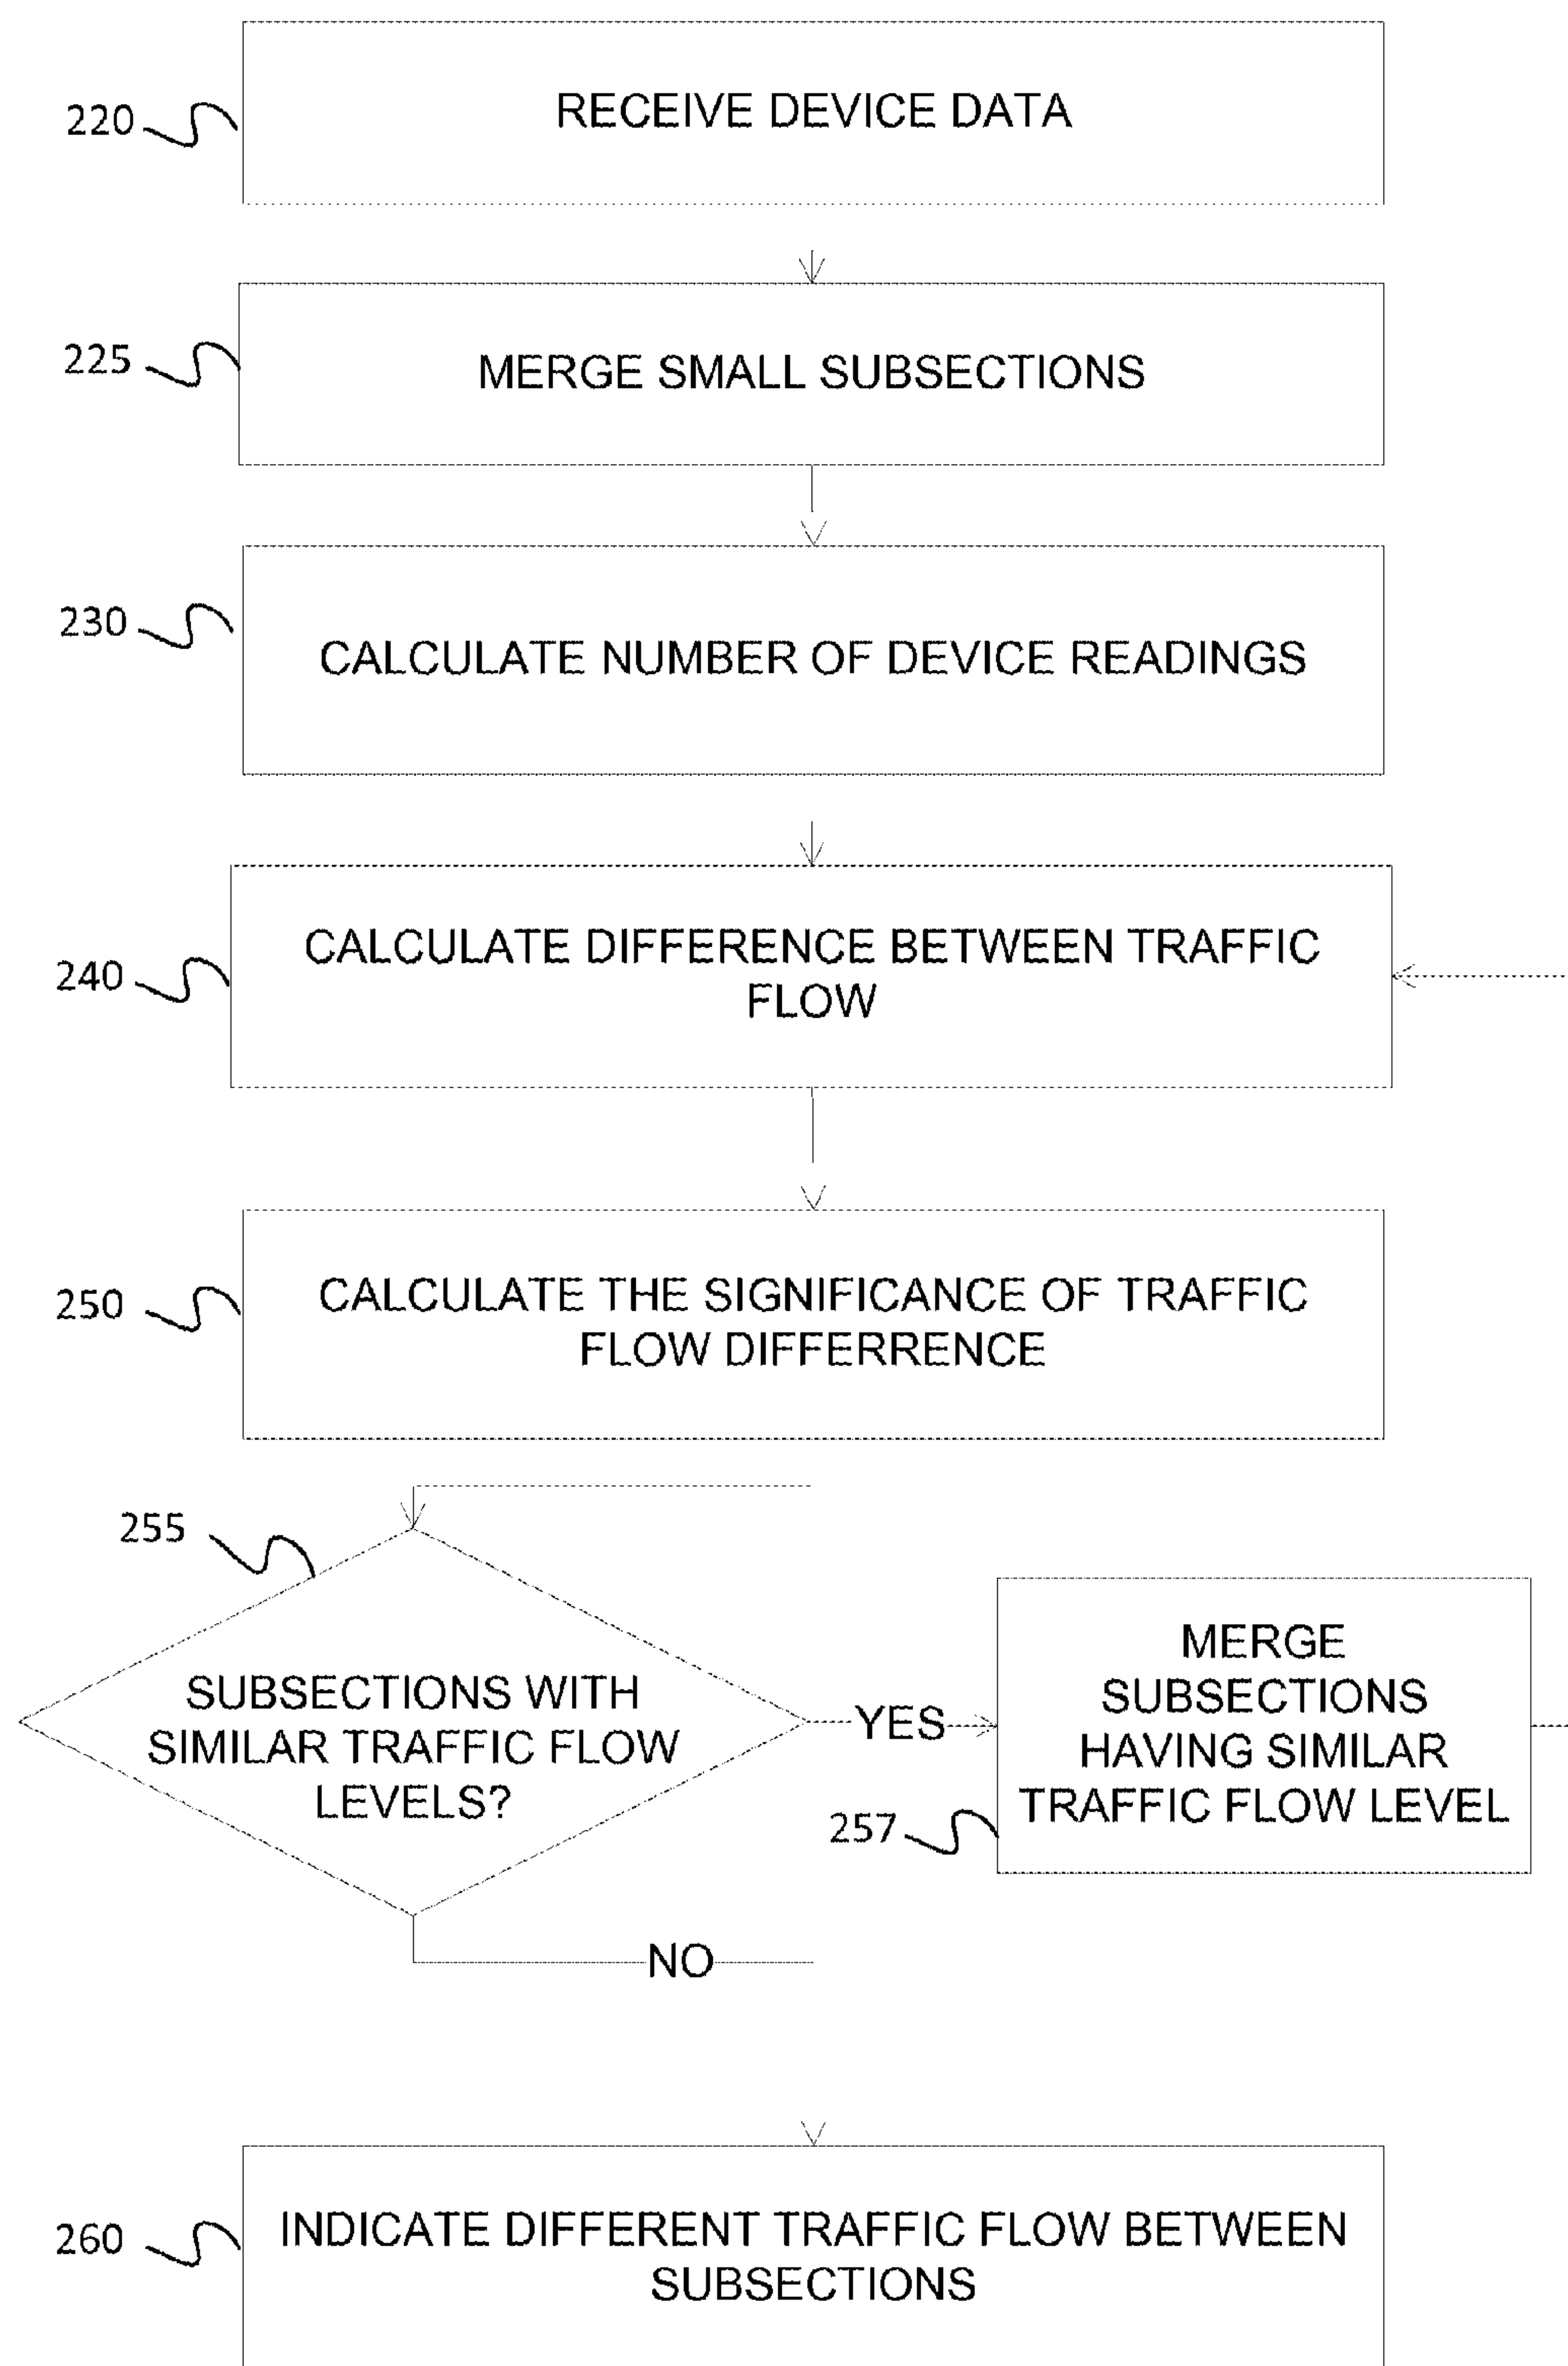 220
RECEIVE DEVICE DATA
225
MERGE SMALL SUBSECTIONS
230
CALCULATE NUMBER OF DEVICE READINGS
240
CALCULATE DIFFERENCE BETWEEN TRAFFIC
FLOW
250
CALCULATE THE SIGNIFICANCE OF TRAFFIC
FLOW DIFFERRENCE
255
SUBSECTIONS WITH
SIMILAR TRAFFIC FLOW
LEVELS?
YES
MERGE
SUBSECTIONS
HAVING SIMILAR
TRAFFIC FLOW LEVEL
257
NO
260
INDICATE DIFFERENT TRAFFIC FLOW BETWEEN
SUBSECTIONS